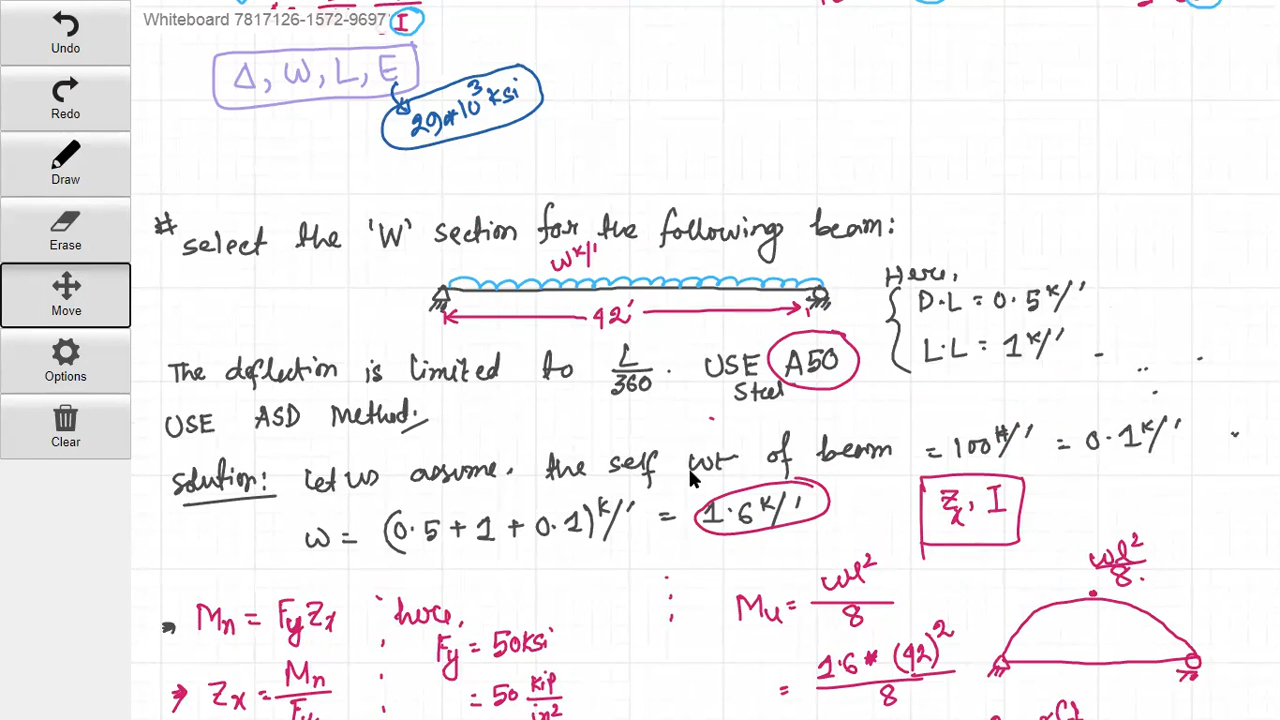 Whiteboard 7817126-1572-9697
I
Undo
Redo
Draw
Erase
Move
Options
Clear
Δ, W, L, E
29*10³ ksi
# select the 'W' section for the following beam:
w k/'
42'
Here,
D.L = 0.5 k/'
L.L = 1 k/'
The deflection is limited to L/360. USE A50
Steel
USE ASD Method.
Solution: Let us assume, the self wt of beam = 100 #/' = 0.1 k/'
w = (0.5 + 1 + 0.1) k/' = 1.6 k/'
Zx, I
Mn = Fy Zx ; here,
Fy = 50 ksi
= 50 kip/in²
⇒ Zx = Mn/Fy
Mu = wl²/8
= 1.6 * (42)²/8
wl²/8